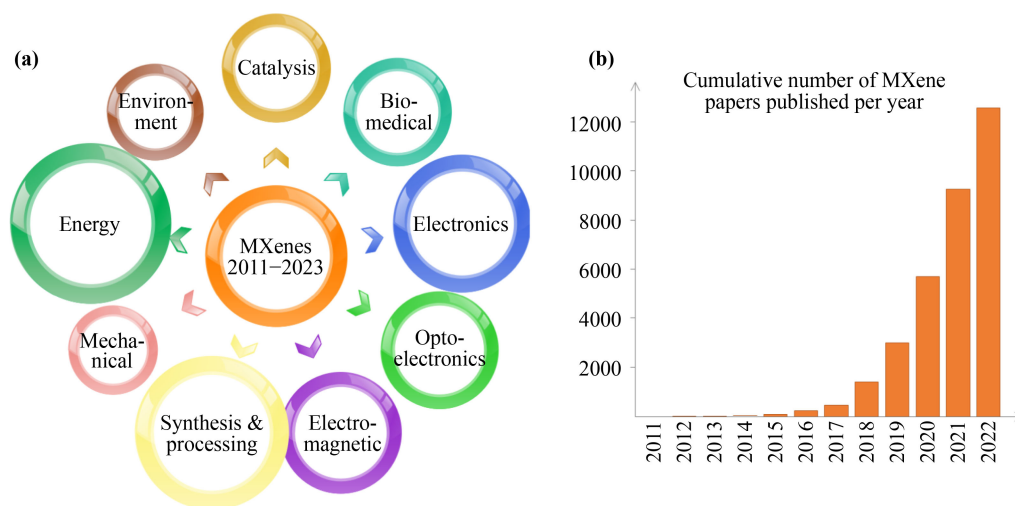 (a)
Catalysis
Environ-
ment
Bio-
medical
Energy
MXenes
2011−2023
Electronics
Mecha-
nical
Opto-
electronics
Synthesis &
processing
Electro-
magnetic
(b)
Cumulative number of MXene
papers published per year
12000
10000
8000
6000
4000
2000
2011
2012
2013
2014
2015
2016
2017
2018
2019
2020
2021
2022